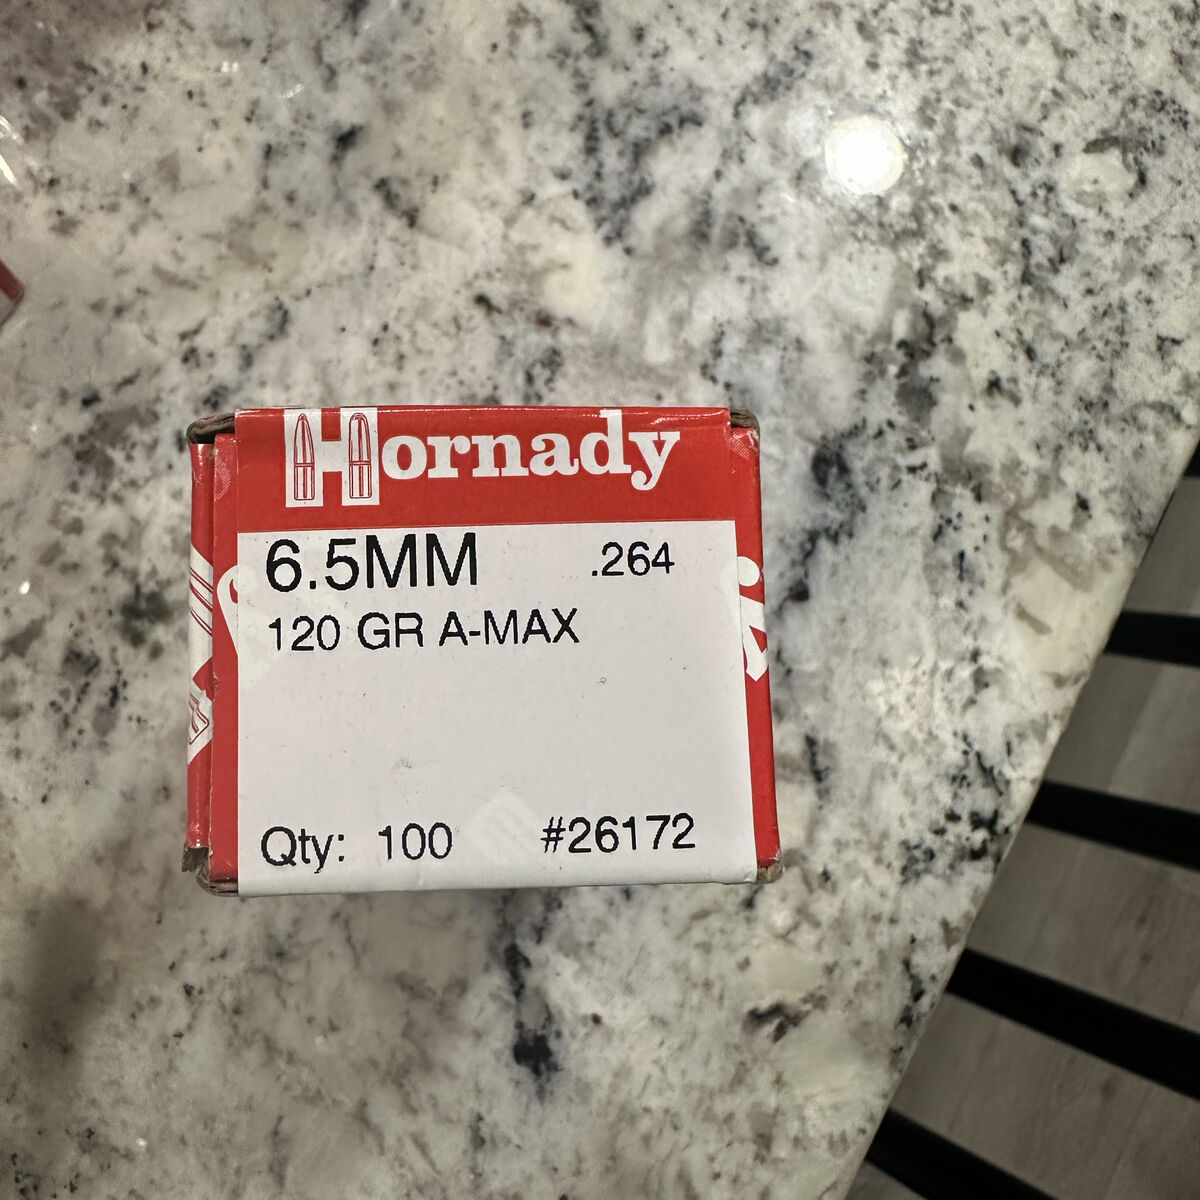 Hornady
6.5MM .264
120 GR A-MAX
Qty: 100 #26172